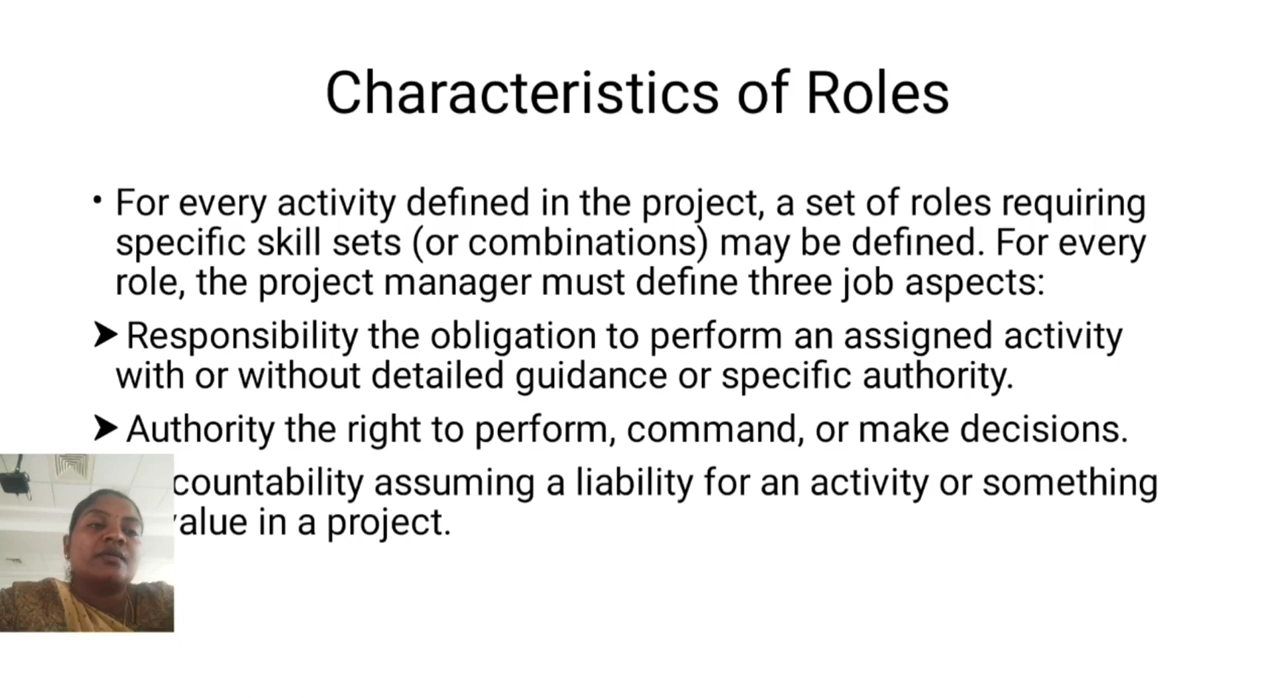 Characteristics of Roles
• For every activity defined in the project, a set of roles requiring
specific skill sets (or combinations) may be defined. For every
role, the project manager must define three job aspects:
➤ Responsibility the obligation to perform an assigned activity
with or without detailed guidance or specific authority.
➤ Authority the right to perform, command, or make decisions.
countability assuming a liability for an activity or something
alue in a project.